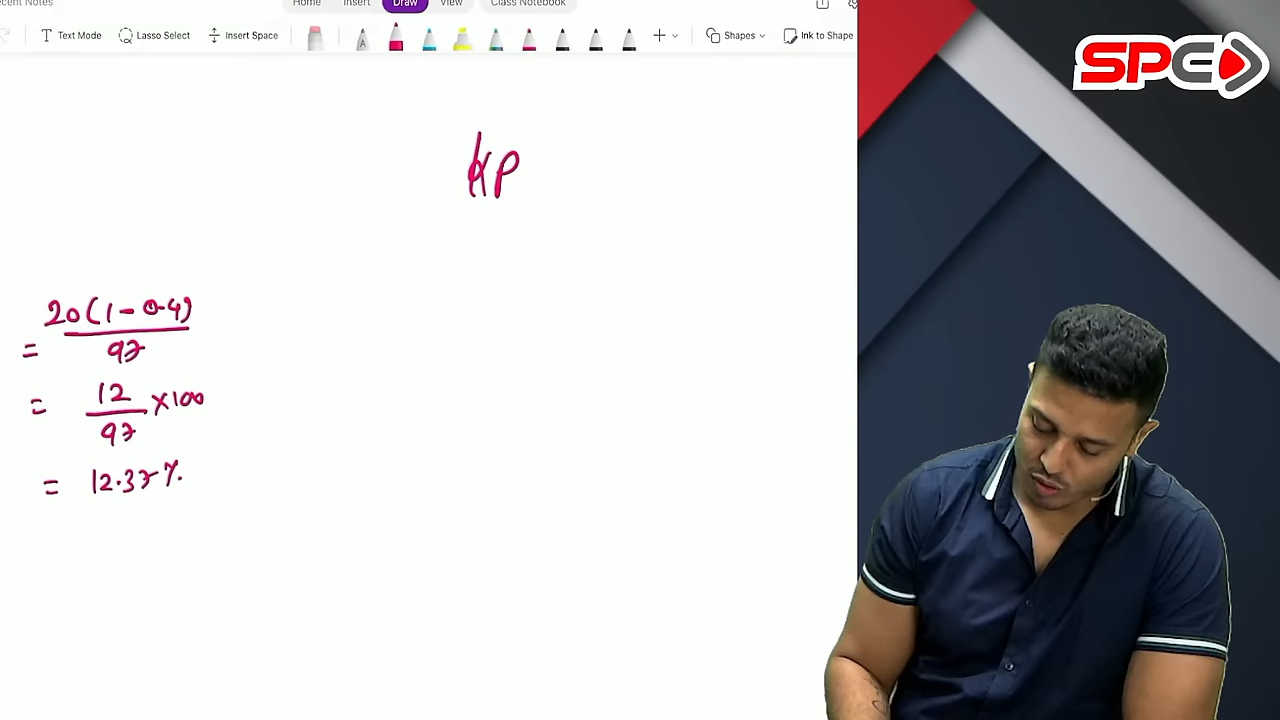 Home Insert Draw View Class Notebook
Text Mode Lasso Select Insert Space Shapes Ink to Shape
SPC
Kp
20(1-0.4)
= 97
= 12 ×100
97
= 12.37%